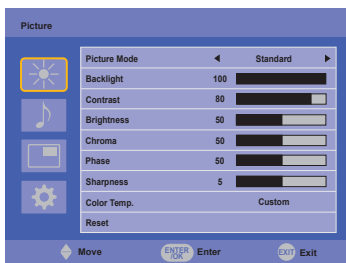 Picture
Picture Mode Standard
Backlight 100
Contrast 80
Brightness 50
Chroma 50
Phase 50
Sharpness 5
Color Temp. Custom
Reset
Move ENTER /OK Enter EXIT Exit